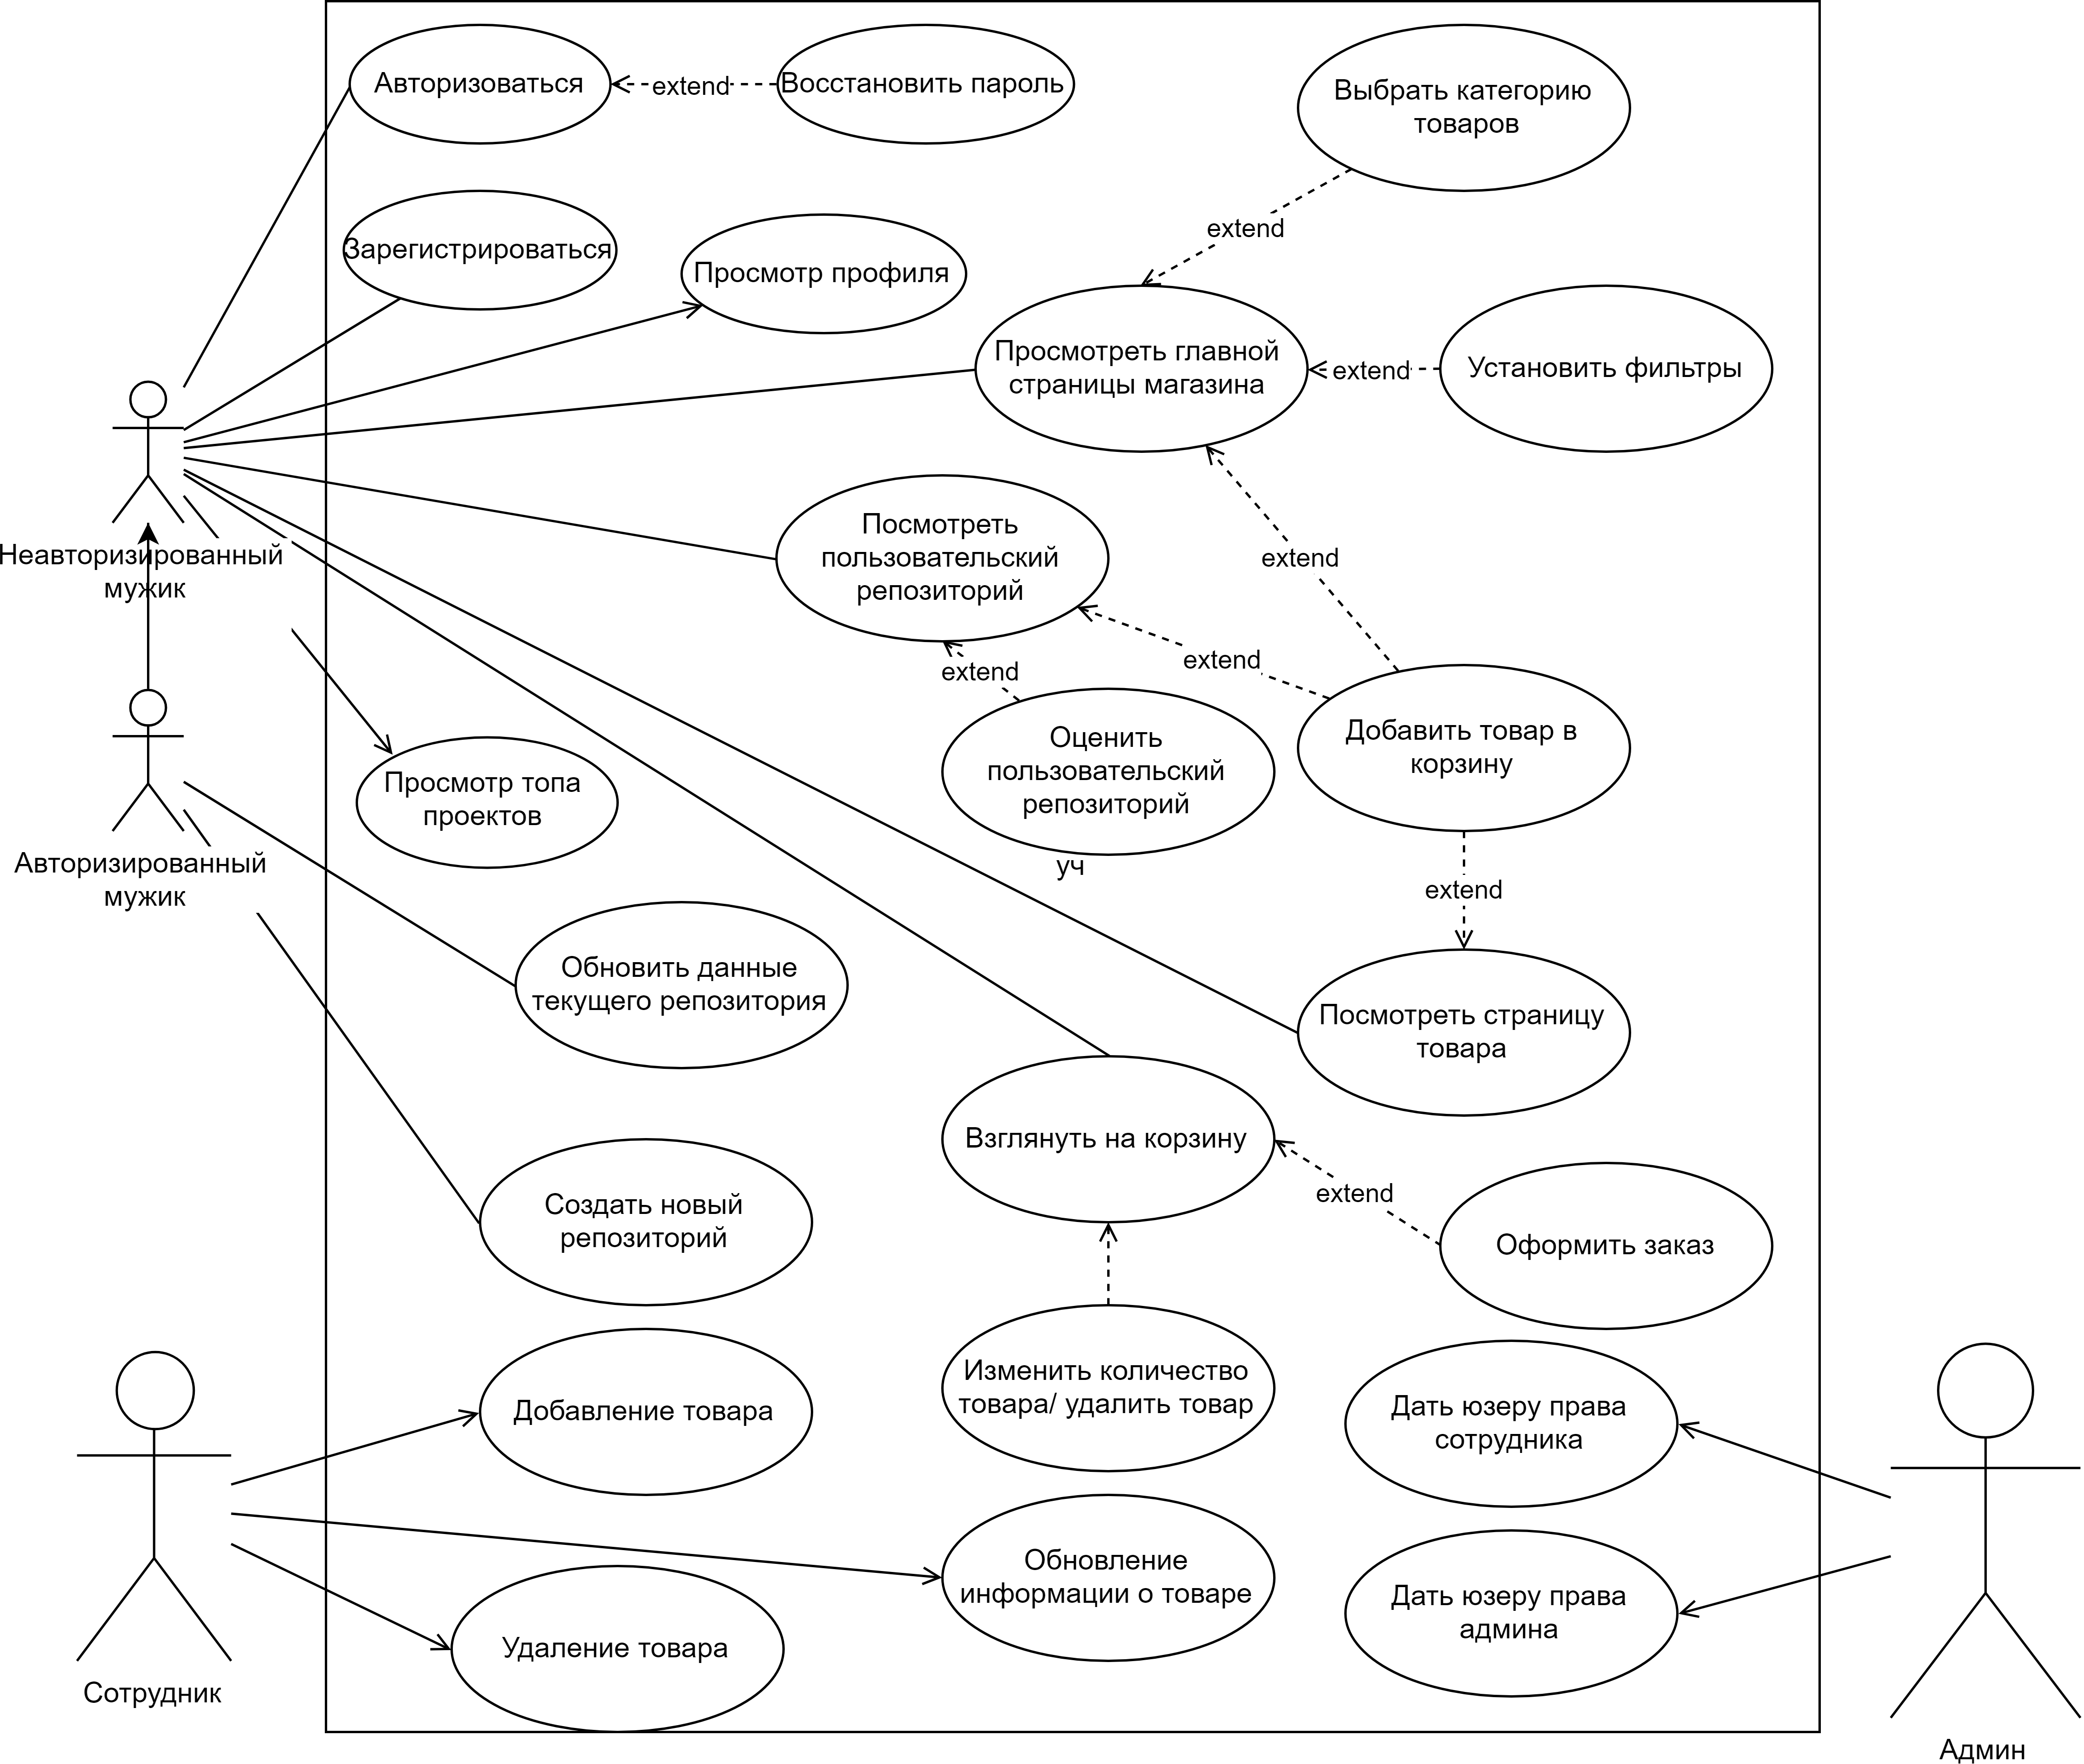 Авторизоваться
extend
Восстановить пароль
Выбрать категорию
товаров
Зарегистрироваться
Просмотр профиля
extend
Просмотреть главной
страницы магазина
extend
Установить фильтры
Посмотреть
пользовательский
репозиторий
extend
Неавторизированный
мужик
extend
extend
Оценить
пользовательский
репозиторий
уч
Добавить товар в
корзину
Просмотр топа
проектов
Авторизированный
мужик
extend
Обновить данные
текущего репозитория
Посмотреть страницу
товара
Взглянуть на корзину
extend
Создать новый
репозиторий
Оформить заказ
Добавление товара
Изменить количество
товара/ удалить товар
Дать юзеру права
сотрудника
Обновление
информации о товаре
Дать юзеру права
админа
Удаление товара
Сотрудник
Админ